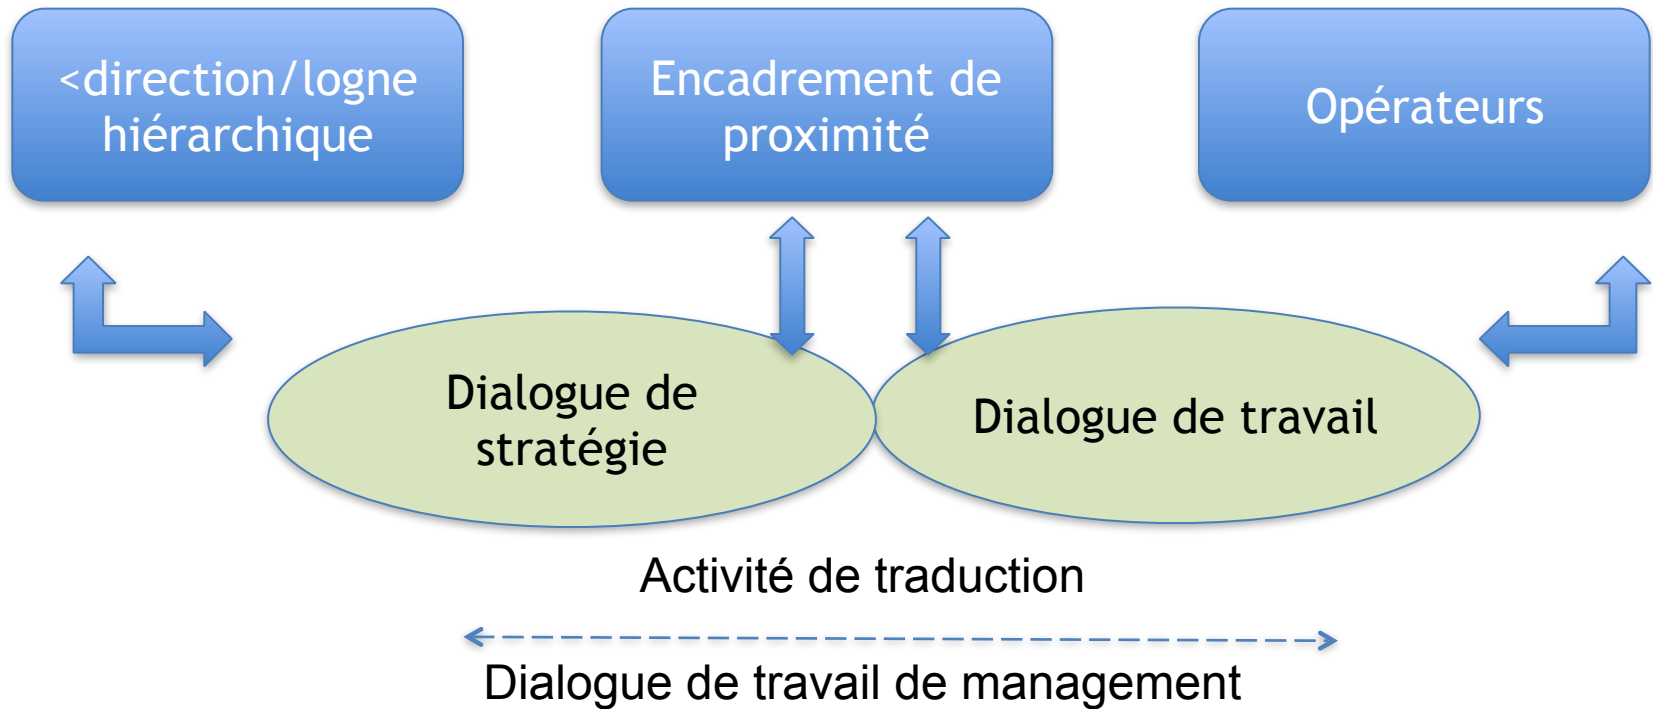 <direction/logne
hiérarchique
Encadrement de
proximité
Opérateurs
Dialogue de
stratégie
Dialogue de travail
Activité de traduction
Dialogue de travail de management